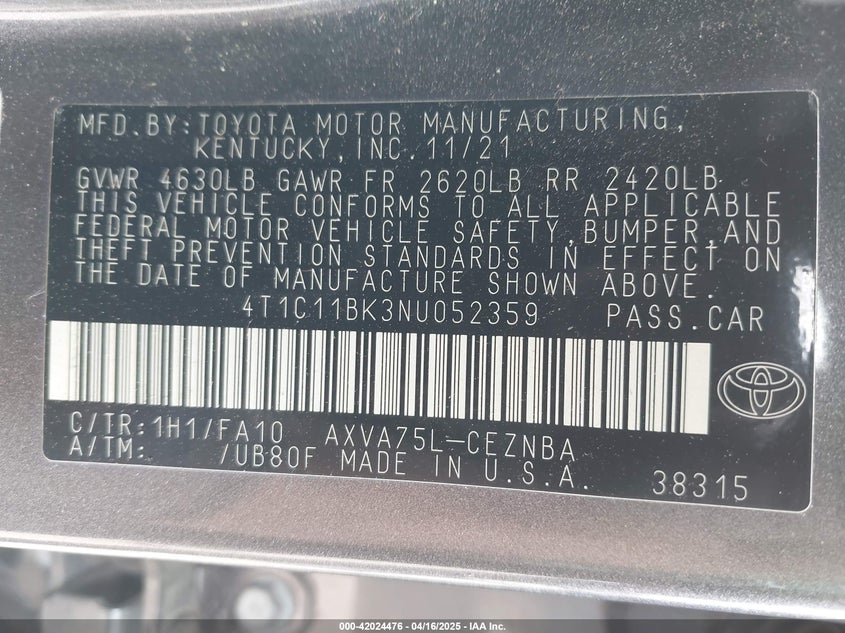 MFD.BY:TOYOTA MOTOR MANUFACTURING,
KENTUCKY,INC.11/21
GVWR 4630LB GAWR FR 2620LB RR 2420LB
THIS VEHICLE CONFORMS TO ALL APPLICABLE
FEDERAL MOTOR VEHICLE SAFETY,BUMPER,AND
THEFT PREVENTION STANDARDS IN EFFECT ON
THE DATE OF MANUFACTURE SHOWN ABOVE.
4T1C11BK3NU052359 PASS.CAR
C/TR:1H1/FA10 AXVA75L-CEZNBA
A/TM: /UB80F MADE IN U.S.A. 38315
000-42024476 - 04/16/2025 - IAA Inc.